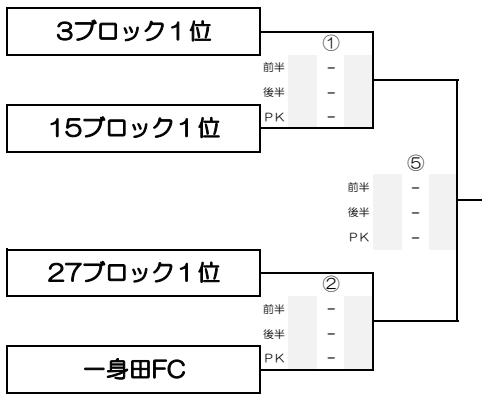 3ブロック1位
①
前半 -
後半 -
PK -
15ブロック1位
⑤
前半 -
後半 -
PK -
27ブロック1位
②
前半 -
後半 -
PK -
一身田FC